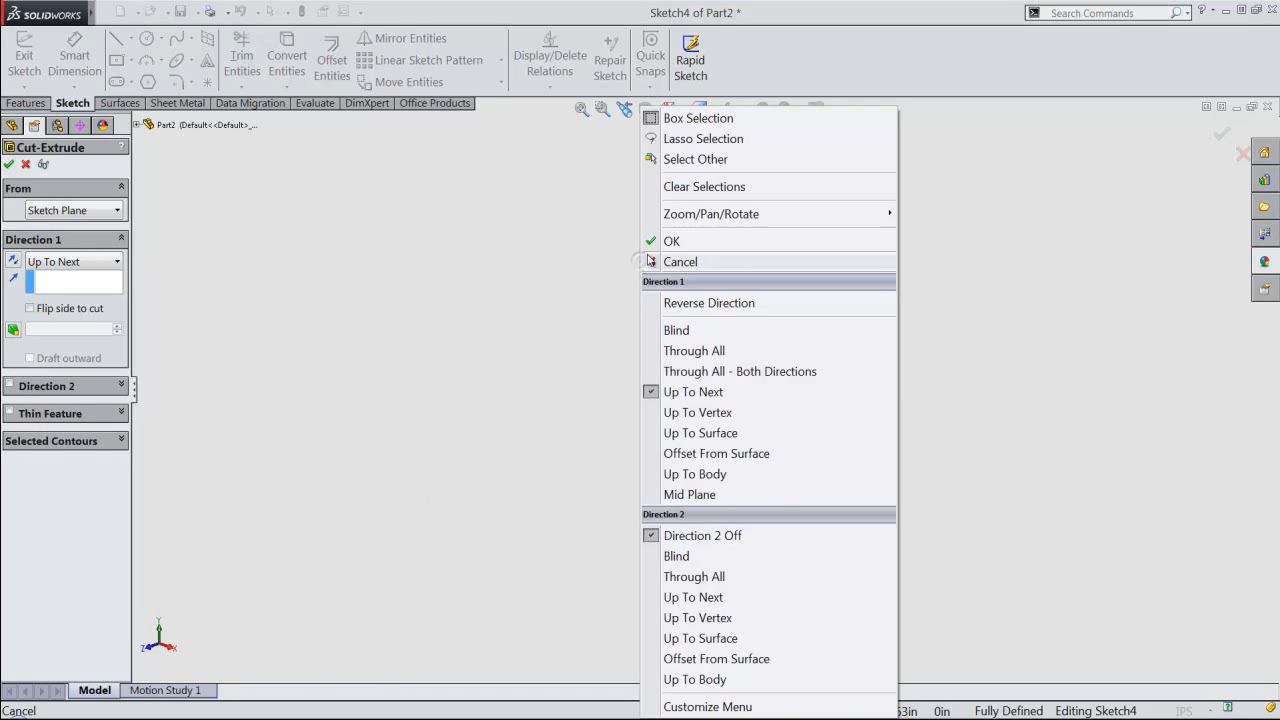 SOLIDWORKS
Sketch4 of Part2 *
Search Commands
Exit Sketch
Smart Dimension
Trim Entities
Convert Entities
Offset Entities
Mirror Entities
Linear Sketch Pattern
Move Entities
Display/Delete Relations
Repair Sketch
Quick Snaps
Rapid Sketch
Features
Sketch
Surfaces
Sheet Metal
Data Migration
Evaluate
DimXpert
Office Products
Part2 (Default<<Default>_...
Cut-Extrude
?
From
Sketch Plane
Direction 1
Up To Next
Flip side to cut
Draft outward
Direction 2
Thin Feature
Selected Contours
Box Selection
Lasso Selection
Select Other
Clear Selections
Zoom/Pan/Rotate
OK
Cancel
Direction 1
Reverse Direction
Blind
Through All
Through All - Both Directions
Up To Next
Up To Vertex
Up To Surface
Offset From Surface
Up To Body
Mid Plane
Direction 2
Direction 2 Off
Blind
Through All
Up To Next
Up To Vertex
Up To Surface
Offset From Surface
Up To Body
Customize Menu
Y
Z
X
Model
Motion Study 1
Cancel
53in
0in
Fully Defined
Editing Sketch4
IPS